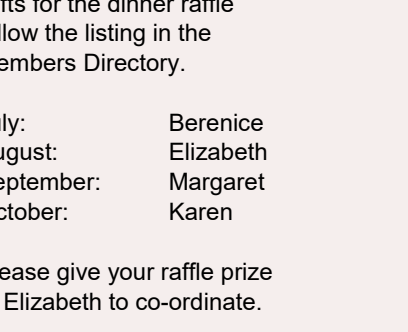 fts for the dinner raffle
llow the listing in the
embers Directory.
ly: Berenice
ugust: Elizabeth
eptember: Margaret
ctober: Karen
ease give your raffle prize
Elizabeth to co-ordinate.